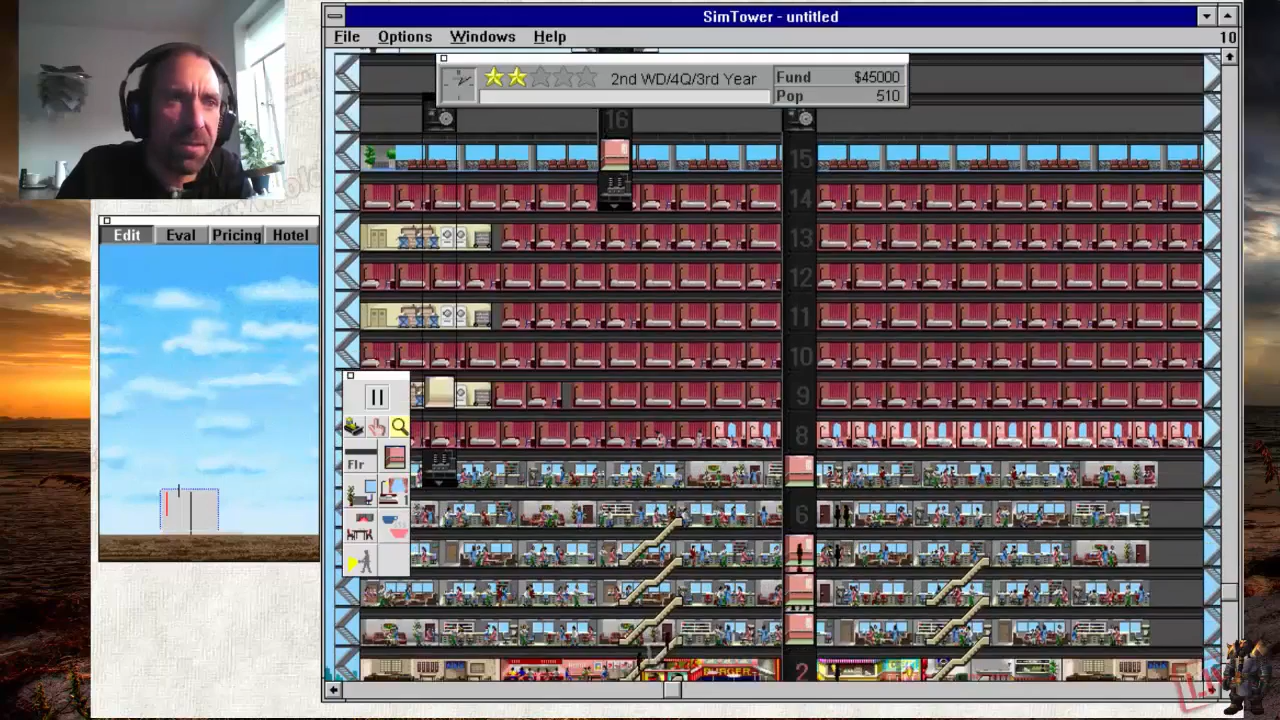 SimTower - untitled
File Options Windows Help
10
2nd WD/4Q/3rd Year
Fund $45000
Pop 510
Edit Eval Pricing Hotel
16
15
14
13
12
11
10
9
8
6
2
Flr
BURGER